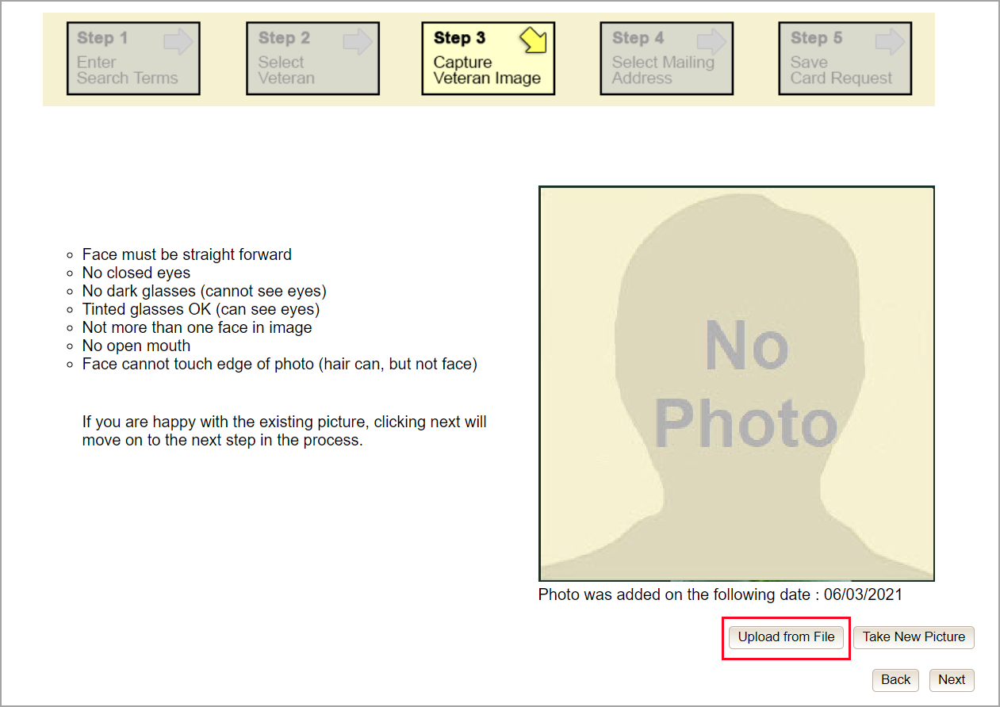 Step 1
Enter
Search Terms
Step 2
Select
Veteran
Step 3
Capture
Veteran Image
Step 4
Select Mailing
Address
Step 5
Save
Card Request
Face must be straight forward
No closed eyes
No dark glasses (cannot see eyes)
Tinted glasses OK (can see eyes)
Not more than one face in image
No open mouth
Face cannot touch edge of photo (hair can, but not face)
If you are happy with the existing picture, clicking next will
move on to the next step in the process.
No
Photo
Photo was added on the following date : 06/03/2021
Upload from File
Take New Picture
Back
Next